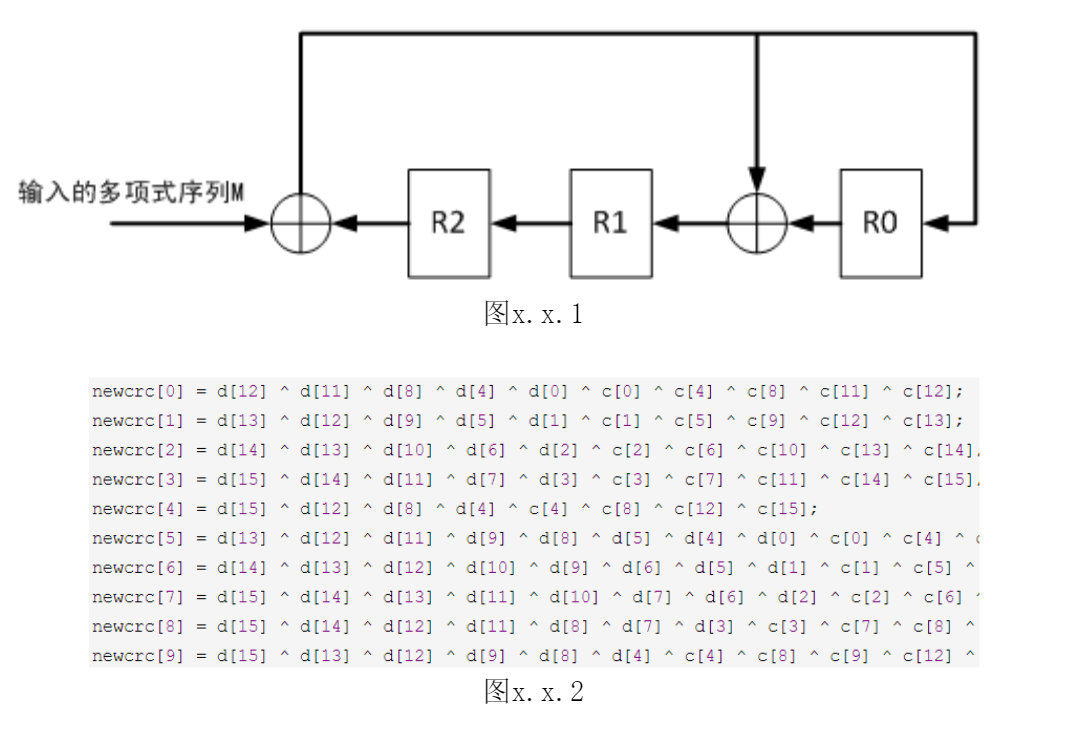 输入的多项式序列M
R2
R1
R0
图x.x.1
newcrc[0] = d[12] ^ d[11] ^ d[8] ^ d[4] ^ d[0] ^ c[0] ^ c[4] ^ c[8] ^ c[11] ^ c[12];
newcrc[1] = d[13] ^ d[12] ^ d[9] ^ d[5] ^ d[1] ^ c[1] ^ c[5] ^ c[9] ^ c[12] ^ c[13];
newcrc[2] = d[14] ^ d[13] ^ d[10] ^ d[6] ^ d[2] ^ c[2] ^ c[6] ^ c[10] ^ c[13] ^ c[14]
newcrc[3] = d[15] ^ d[14] ^ d[11] ^ d[7] ^ d[3] ^ c[3] ^ c[7] ^ c[11] ^ c[14] ^ c[15]
newcrc[4] = d[15] ^ d[12] ^ d[8] ^ d[4] ^ c[4] ^ c[8] ^ c[12] ^ c[15];
newcrc[5] = d[13] ^ d[12] ^ d[11] ^ d[9] ^ d[8] ^ d[5] ^ d[4] ^ d[0] ^ c[0] ^ c[4] ^
newcrc[6] = d[14] ^ d[13] ^ d[12] ^ d[10] ^ d[9] ^ d[6] ^ d[5] ^ d[1] ^ c[1] ^ c[5] ^
newcrc[7] = d[15] ^ d[14] ^ d[13] ^ d[11] ^ d[10] ^ d[7] ^ d[6] ^ d[2] ^ c[2] ^ c[6]
newcrc[8] = d[15] ^ d[14] ^ d[12] ^ d[11] ^ d[8] ^ d[7] ^ d[3] ^ c[3] ^ c[7] ^ c[8] ^
newcrc[9] = d[15] ^ d[13] ^ d[12] ^ d[9] ^ d[8] ^ d[4] ^ c[4] ^ c[8] ^ c[9] ^ c[12] ^
图x.x.2